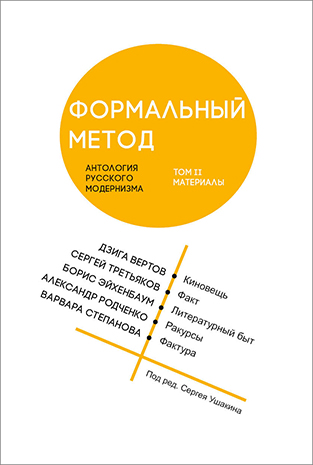 ФОРМАЛЬНЫЙ
МЕТОД
АНТОЛОГИЯ
РУССКОГО
МОДЕРНИЗМА
ТОМ II
МАТЕРИАЛЫ
ДЗИГА ВЕРТОВ • Киновещь
СЕРГЕЙ ТРЕТЬЯКОВ • Факт
БОРИС ЭЙХЕНБАУМ • Литературный быт
АЛЕКСАНДР РОДЧЕНКО • Ракурсы
ВАРВАРА СТЕПАНОВА • Фактура
Под ред. Сергея Ушакина